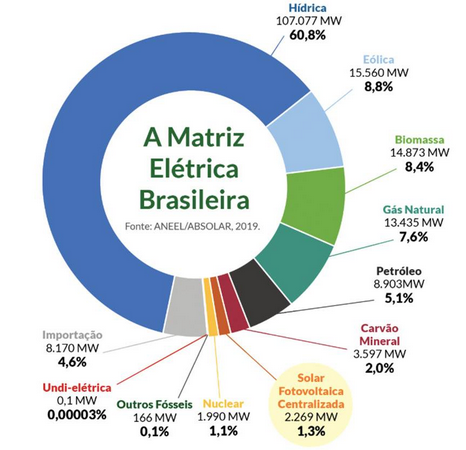 Hídrica
107.077 MW
60,8%
Eólica
15.560 MW
8,8%
Biomassa
14.873 MW
8,4%
Gás Natural
13.435 MW
7,6%
Petróleo
8.903MW
5,1%
Carvão
Mineral
3.597 MW
2,0%
Solar
Fotovoltaica
Centralizada
2.269 MW
1,3%
Nuclear
1.990 MW
1,1%
Outros Fósseis
166 MW
0,1%
Undi-elétrica
0,1 MW
0,00003%
Importação
8.170 MW
4,6%
A Matriz
Elétrica
Brasileira
Fonte: ANEEL/ABSOLAR, 2019.